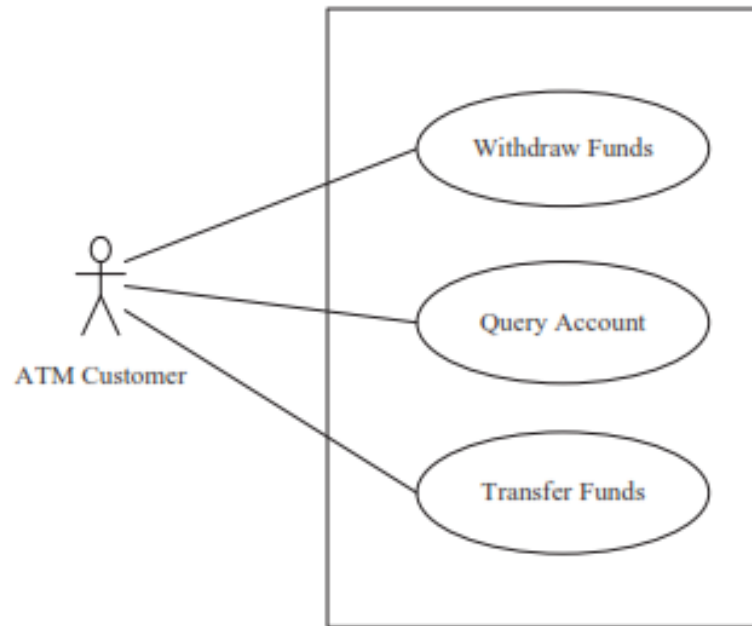 Withdraw Funds
Query Account
ATM Customer
Transfer Funds